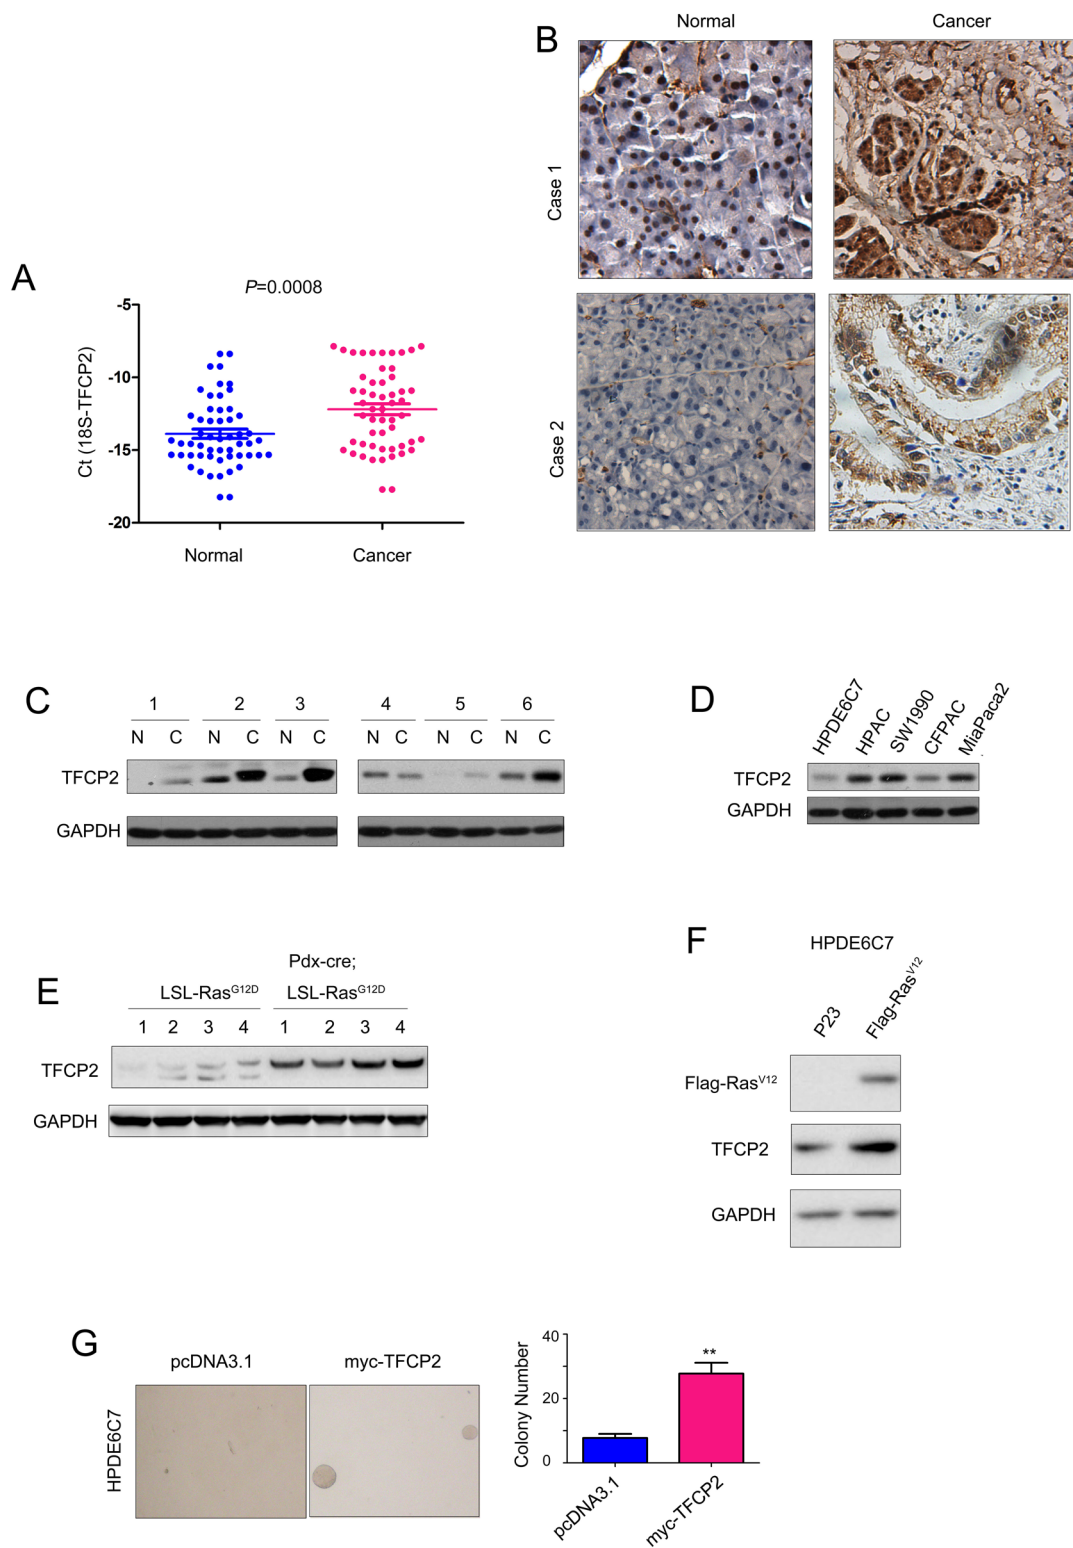 A
P=0.0008
Ct (18S-TFCP2)
-5
-10
-15
-20
Normal Cancer
B
Normal Cancer
Case 1
Case 2
C
1 2 3 4 5 6
N C N C N C N C N C N C
TFCP2
GAPDH
D
HPDE6C7 HPAC SW1990 CFPAC MiaPaca2
TFCP2
GAPDH
E
Pdx-cre;
LSL-Ras^G12D LSL-Ras^G12D
1 2 3 4 1 2 3 4
TFCP2
GAPDH
F
HPDE6C7
P23 Flag-Ras^V12
Flag-Ras^V12
TFCP2
GAPDH
G
pcDNA3.1 myc-TFCP2
HPDE6C7
Colony Number
40
20
0
**
pcDNA3.1 myc-TFCP2